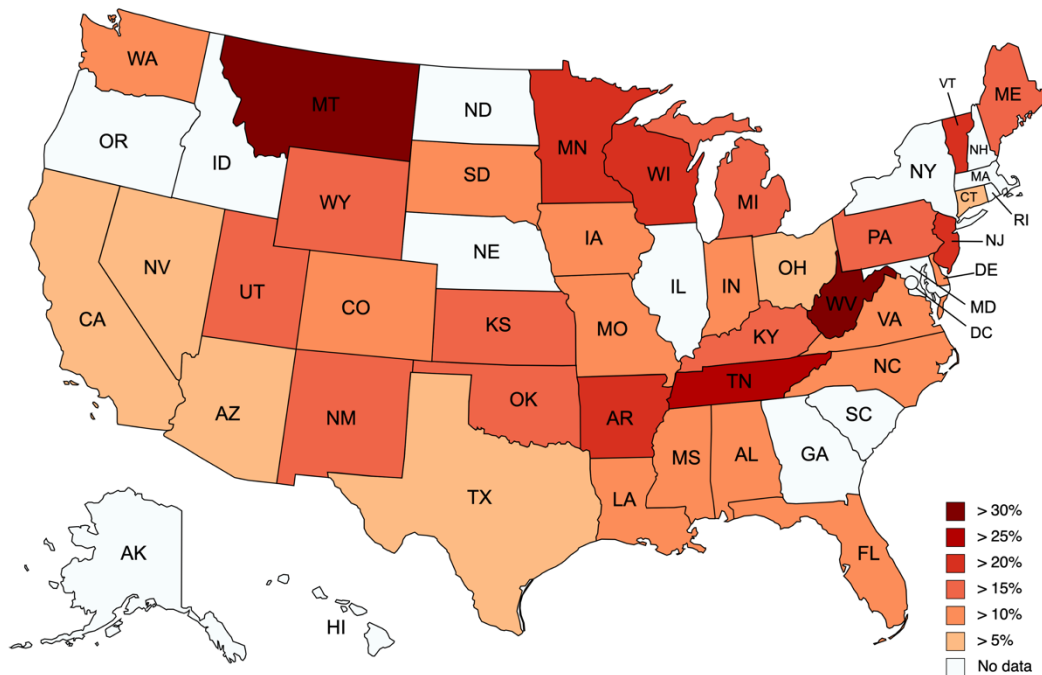 WA
MT
ND
MN
VT
ME
OR
ID
SD
WI
MI
NY
NH
MA
CT
RI
WY
NE
IA
PA
NJ
NV
UT
CO
IL
IN
OH
DE
CA
KS
MO
WV
VA
MD
KY
DC
AZ
NM
OK
AR
TN
NC
SC
TX
LA
MS
AL
GA
AK
HI
FL
> 30%
> 25%
> 20%
> 15%
> 10%
> 5%
No data